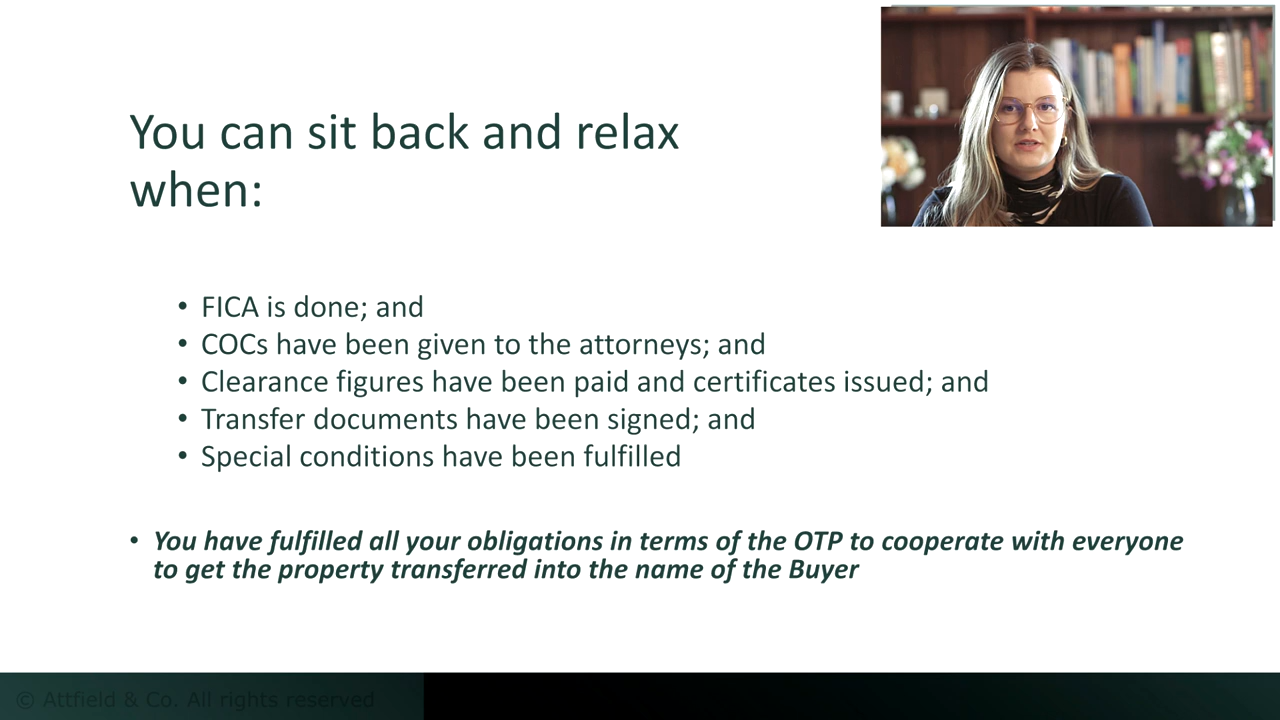 You can sit back and relax
when:
• FICA is done; and
• COCs have been given to the attorneys; and
• Clearance figures have been paid and certificates issued; and
• Transfer documents have been signed; and
• Special conditions have been fulfilled
• You have fulfilled all your obligations in terms of the OTP to cooperate with everyone
to get the property transferred into the name of the Buyer
© Attfield & Co. All rights reserved